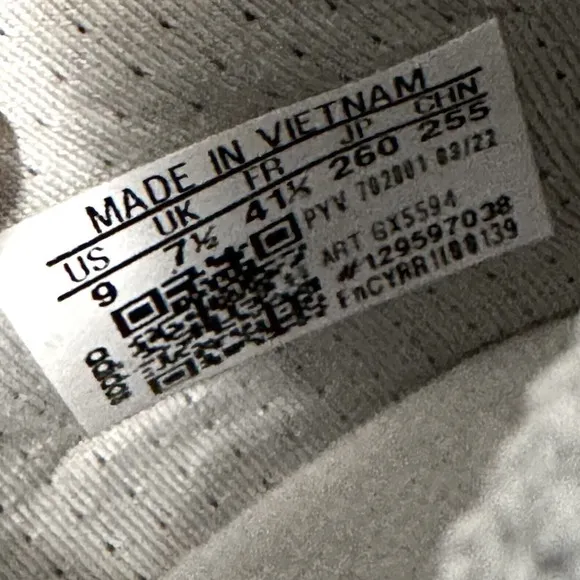 MADE IN VIETNAM
US UK FR JP CHN
9 7½ 41⅓ 260 255
PYV 702001 03/22
ART GX5594
#129597038